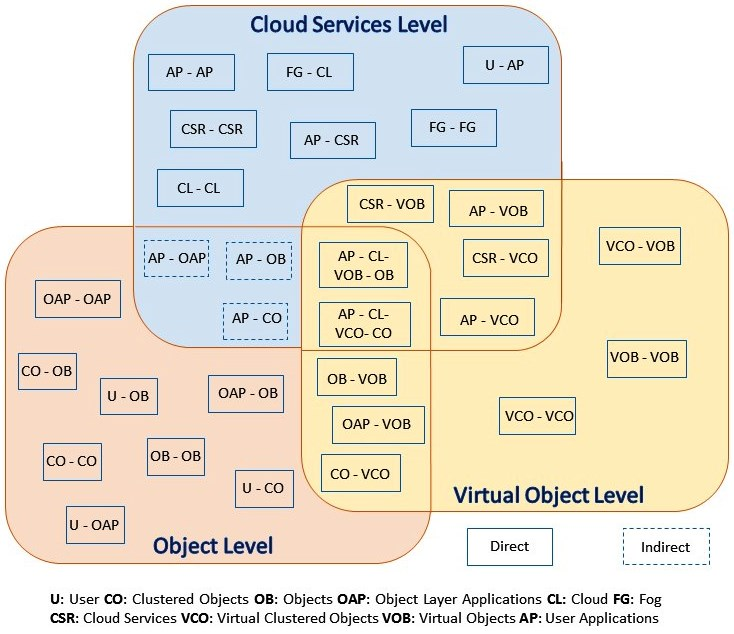 Cloud Services Level
AP - AP
FG - CL
U - AP
CSR - CSR
AP - CSR
FG - FG
CL - CL
CSR - VOB
AP - VOB
VCO - VOB
AP - OAP
AP - OB
AP - CL-
VOB - OB
CSR - VCO
OAP - OAP
AP - CO
AP - CL-
VCO- CO
AP - VCO
CO - OB
U - OB
OAP - OB
OB - VOB
VOB - VOB
OAP - VOB
VCO - VCO
CO - CO
OB - OB
CO - VCO
U - CO
Virtual Object Level
U - OAP
Object Level
Direct
Indirect
U: User CO: Clustered Objects OB: Objects OAP: Object Layer Applications CL: Cloud FG: Fog
CSR: Cloud Services VCO: Virtual Clustered Objects VOB: Virtual Objects AP: User Applications